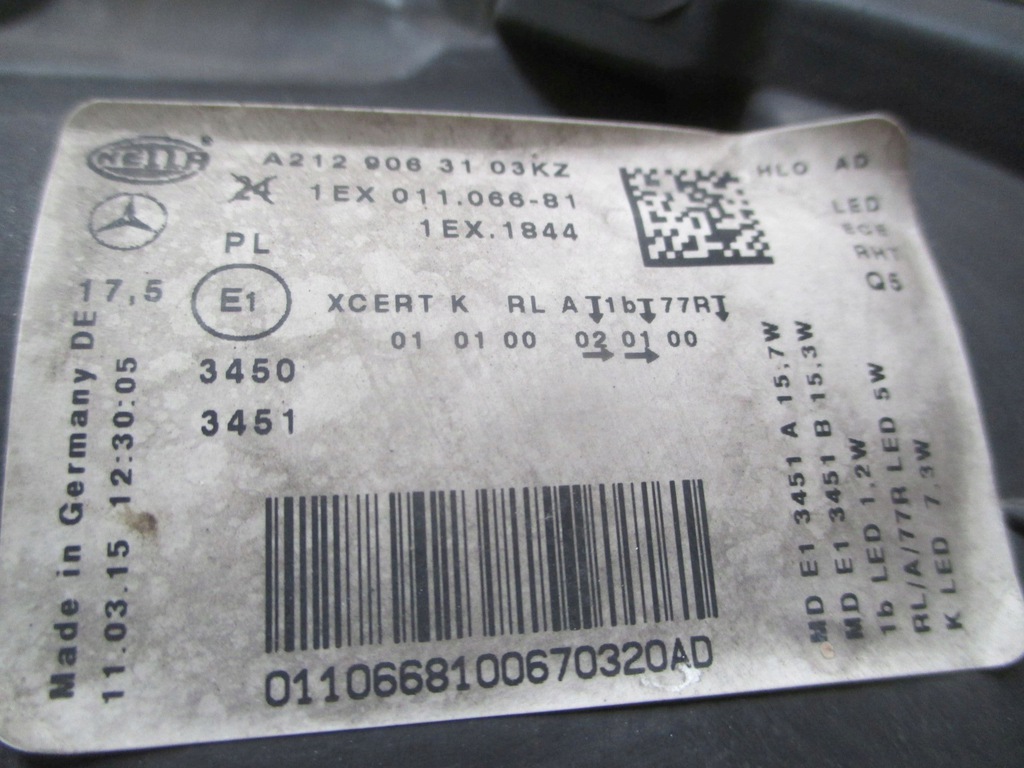 HELLA®
A212 906 31 03KZ
24 1EX 011.066-81
1EX.1844
HLO AD
LED
ECE
RHT
Q5
PL
17,5
E1
XCERT K RL A 1b 77R
01 01 00 02 01 00
3450
3451
Made in Germany DE
11.03.15 12:30:05
MD E1 3451 A 15,7W
MD E1 3451 B 15,3W
1b LED 1,2W
RL/A/77R LED 5W
K LED 7,3W
0110668100670320AD